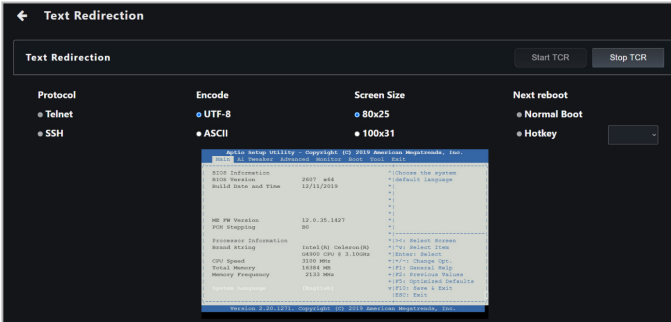 Text Redirection
Text Redirection
Start TCR
Stop TCR
Protocol
Encode
Screen Size
Next reboot
Telnet
UTF-8
80x25
Normal Boot
SSH
ASCII
100x31
Hotkey
Aptio Setup Utility - Copyright (C) 2019 American Megatrends, Inc.
Main Ai Tweaker Advanced Monitor Boot Tool Exit
BIOS Information *|Choose the system
BIOS Version 2607 x64 *|default language
Build Date and Time 12/11/2019
ME FW Version 12.0.35.1427
PCH Stepping B0
Processor Information *|><: Select Screen
Brand String Intel(R) Celeron(R) *|^v: Select Item
G4900 CPU @ 3.10GHz *|Enter: Select
CPU Speed 3100 MHz *|+/-: Change Opt.
Total Memory 16384 MB *|F1: General Help
Memory Frequency 2133 MHz *|F2: Previous Values
*|F5: Optimized Defaults
System Language [English] v|F10: Save & Exit
|ESC: Exit
Version 2.20.1271. Copyright (C) 2019 American Megatrends, Inc.